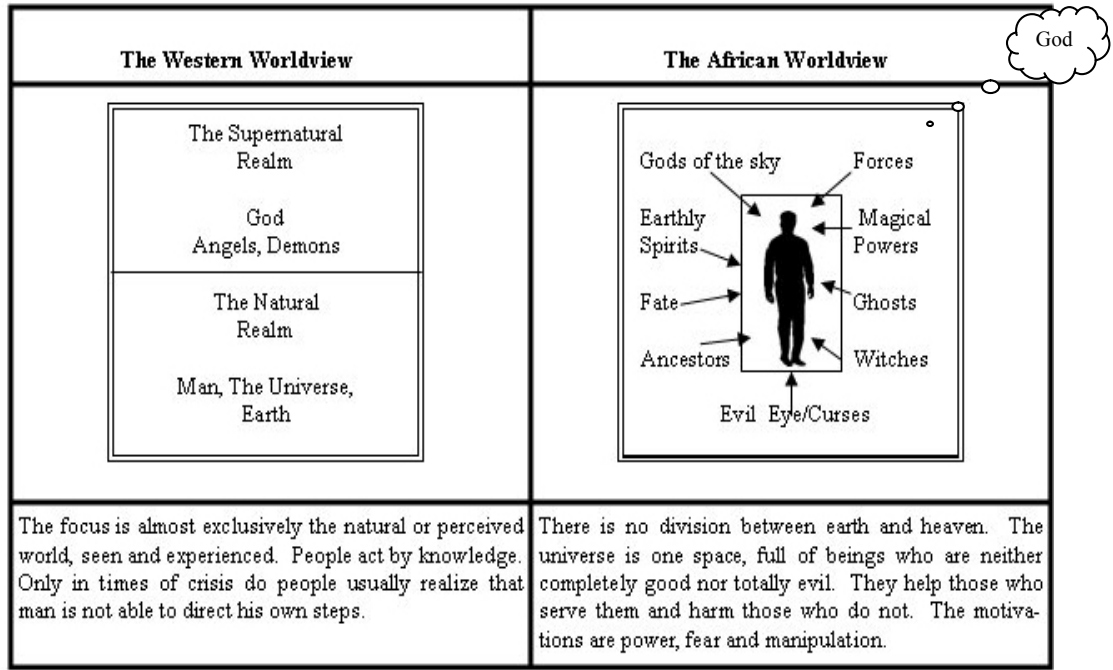 The Western Worldview
The African Worldview
God
The Supernatural
Realm
God
Angels, Demons
The Natural
Realm
Man, The Universe,
Earth
Gods of the sky
Forces
Earthly
Spirits
Magical
Powers
Fate
Ghosts
Ancestors
Witches
Evil Eye/Curses
The focus is almost exclusively the natural or perceived
world, seen and experienced. People act by knowledge.
Only in times of crisis do people usually realize that
man is not able to direct his own steps.
There is no division between earth and heaven. The
universe is one space, full of beings who are neither
completely good nor totally evil. They help those who
serve them and harm those who do not. The motiva-
tions are power, fear and manipulation.